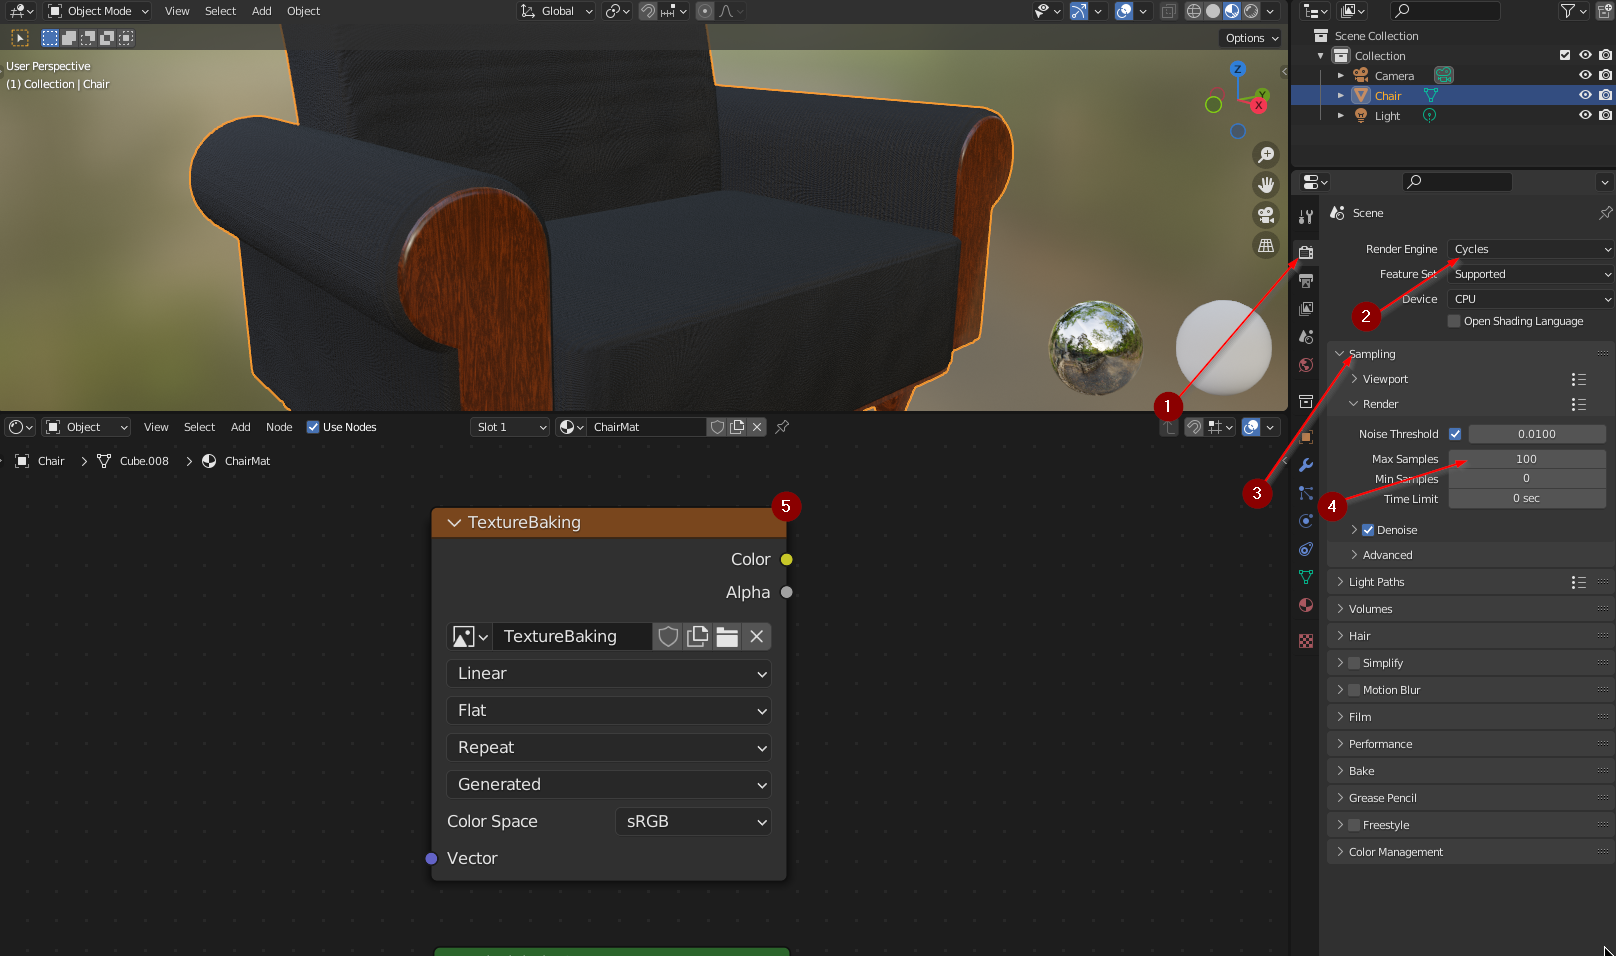 Object Mode View Select Add Object Global
Options
User Perspective
(1) Collection | Chair
Z
Y
X
Scene Collection
Collection
Camera
Chair
Light
Scene
Render Engine Cycles
Feature Set Supported
Device CPU
Open Shading Language
Sampling
Viewport
Render
Noise Threshold 0.0100
Max Samples 100
Min Samples 0
Time Limit 0 sec
Denoise
Advanced
Light Paths
Volumes
Hair
Simplify
Motion Blur
Film
Performance
Bake
Grease Pencil
Freestyle
Color Management
1
2
3
4
5
Object View Select Add Node Use Nodes Slot 1 ChairMat
Chair > Cube.008 > ChairMat
TextureBaking
Color
Alpha
TextureBaking
Linear
Flat
Repeat
Generated
Color Space sRGB
Vector